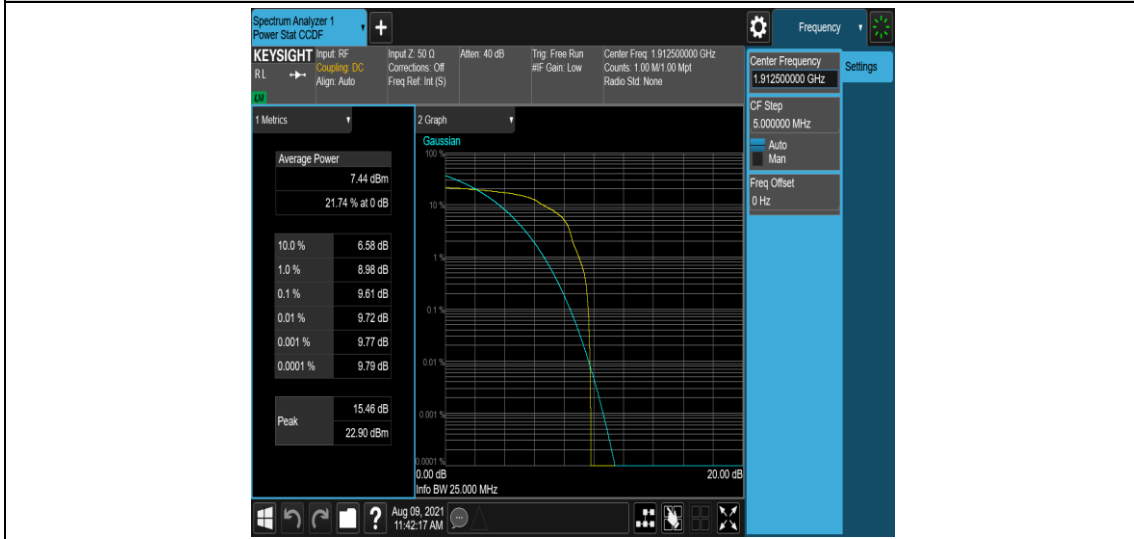 Spectrum Analyzer 1
Power Stat CCDF
+
Frequency
KEYSIGHT
RL
LXI
Input: RF
Coupling: DC
Align: Auto
Input Z: 50 Ω
Corrections: Off
Freq Ref: Int (S)
Atten: 40 dB
Trig: Free Run
#IF Gain: Low
Center Freq: 1.912500000 GHz
Counts: 1.00 M/1.00 Mpt
Radio Std: None
Center Frequency
1.912500000 GHz
Settings
CF Step
5.000000 MHz
Auto
Man
Freq Offset
0 Hz
1 Metrics
Average Power
7.44 dBm
21.74 % at 0 dB
10.0 % 6.58 dB
1.0 % 8.98 dB
0.1 % 9.61 dB
0.01 % 9.72 dB
0.001 % 9.77 dB
0.0001 % 9.79 dB
Peak 15.46 dB
22.90 dBm
2 Graph
Gaussian
100 %
10 %
1 %
0.1 %
0.01 %
0.001 %
0.0001 %
0.00 dB 20.00 dB
Info BW 25.000 MHz
?
Aug 09, 2021
11:42:17 AM